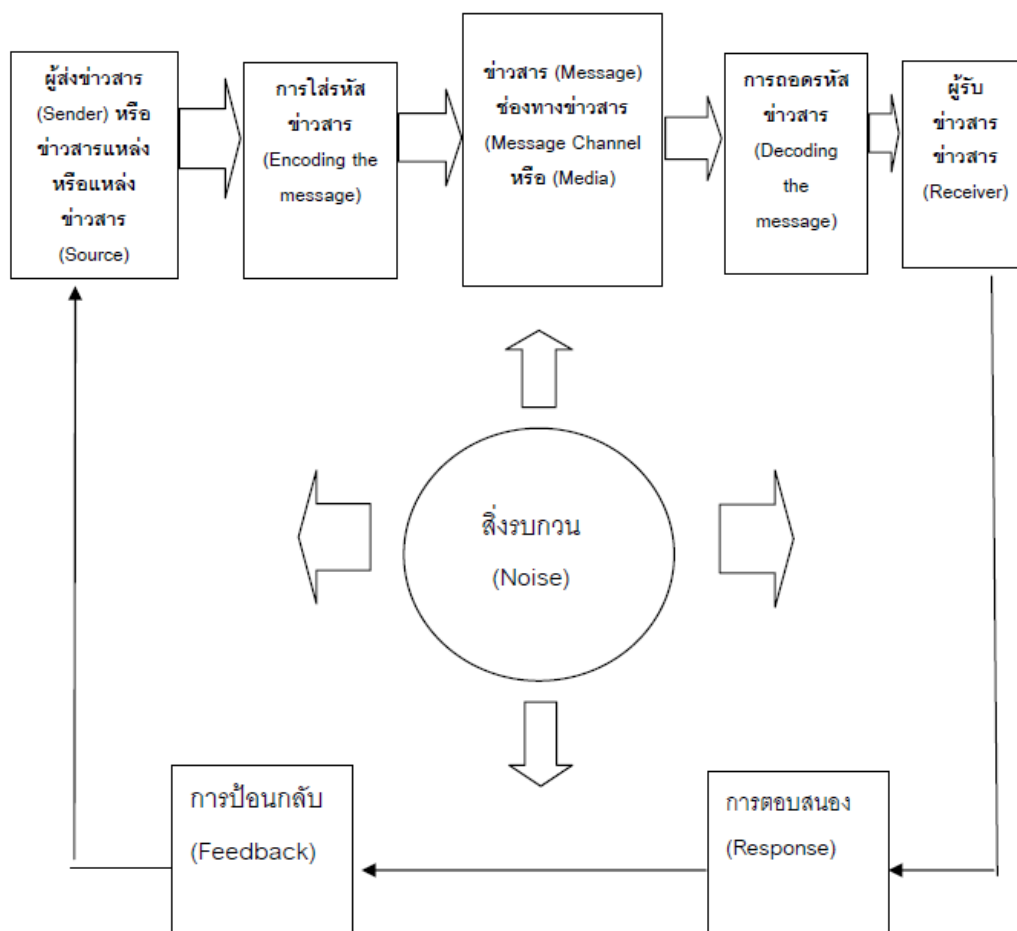 ผู้ส่งข่าวสาร
(Sender) หรือ
ข่าวสารแหล่ง
หรือแหล่ง
ข่าวสาร
(Source)
การใส่รหัส
ข่าวสาร
(Encoding the
message)
ข่าวสาร (Message)
ช่องทางข่าวสาร
(Message Channel
หรือ (Media)
การถอดรหัส
ข่าวสาร
(Decoding
the
message)
ผู้รับ
ข่าวสาร
ข่าวสาร
(Receiver)
สิ่งรบกวน
(Noise)
การป้อนกลับ
(Feedback)
การตอบสนอง
(Response)